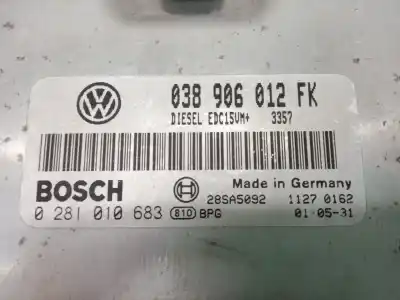 038 906 012 FK
DIESEL EDC15VM+ 3357
BOSCH
Made in Germany
28SA5092 1127 0162
0 281 010 683 810 BPG 01-05-31